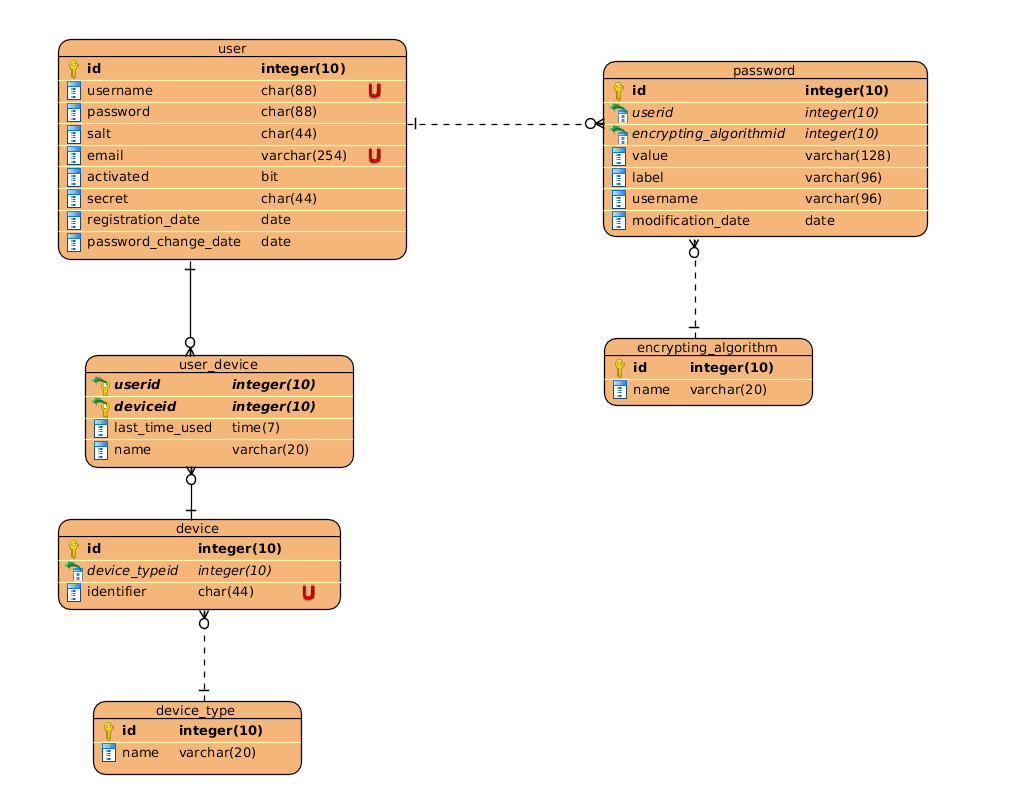 user
id integer(10)
username char(88) U
password char(88)
salt char(44)
email varchar(254) U
activated bit
secret char(44)
registration_date date
password_change_date date
password
id integer(10)
userid integer(10)
encrypting_algorithmid integer(10)
value varchar(128)
label varchar(96)
username varchar(96)
modification_date date
user_device
userid integer(10)
deviceid integer(10)
last_time_used time(7)
name varchar(20)
encrypting_algorithm
id integer(10)
name varchar(20)
device
id integer(10)
device_typeid integer(10)
identifier char(44) U
device_type
id integer(10)
name varchar(20)